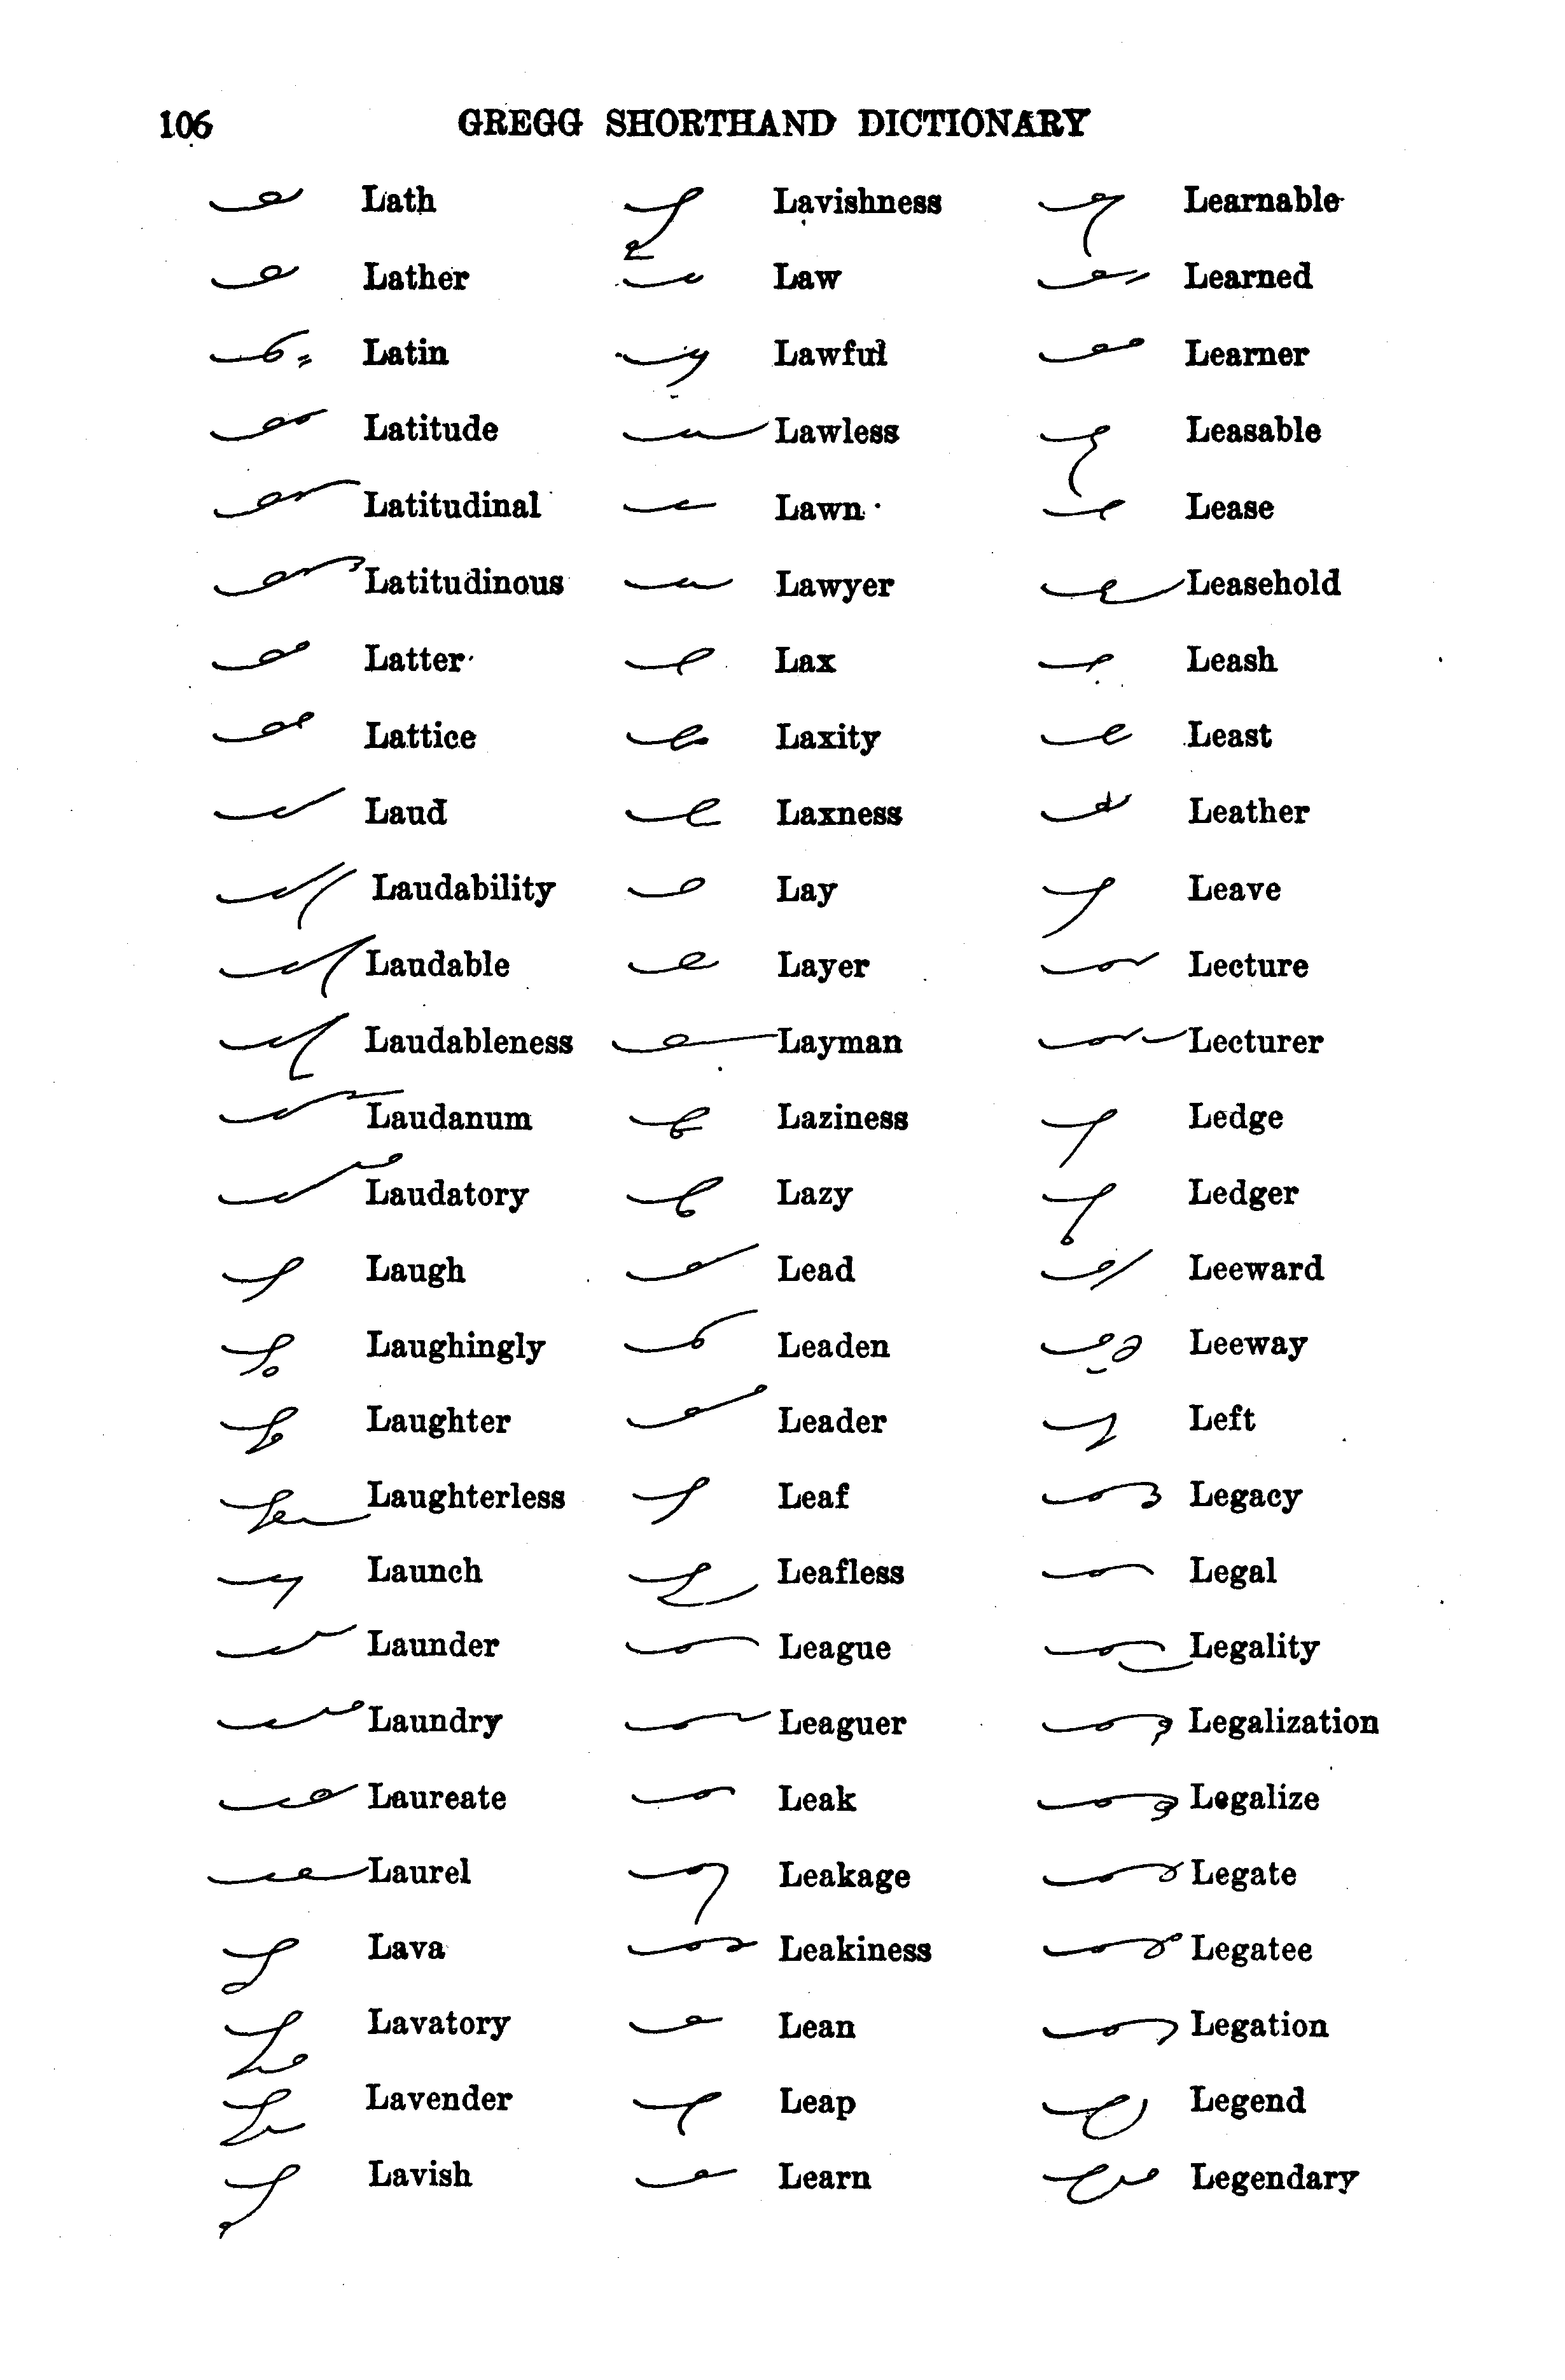 106 GREGG SHORTHAND DICTIONARY
Lath
Lather
Latin
Latitude
Latitudinal
Latitudinous
Latter
Lattice
Laud
Laudability
Laudable
Laudableness
Laudanum
Laudatory
Laugh
Laughingly
Laughter
Laughterless
Launch
Launder
Laundry
Laureate
Laurel
Lava
Lavatory
Lavender
Lavish
Lavishness
Law
Lawful
Lawless
Lawn
Lawyer
Lax
Laxity
Laxness
Lay
Layer
Layman
Laziness
Lazy
Lead
Leaden
Leader
Leaf
Leafless
League
Leaguer
Leak
Leakage
Leakiness
Lean
Leap
Learn
Learnable
Learned
Learner
Leasable
Lease
Leasehold
Leash
Least
Leather
Leave
Lecture
Lecturer
Ledge
Ledger
Leeward
Leeway
Left
Legacy
Legal
Legality
Legalization
Legalize
Legate
Legatee
Legation
Legend
Legendary